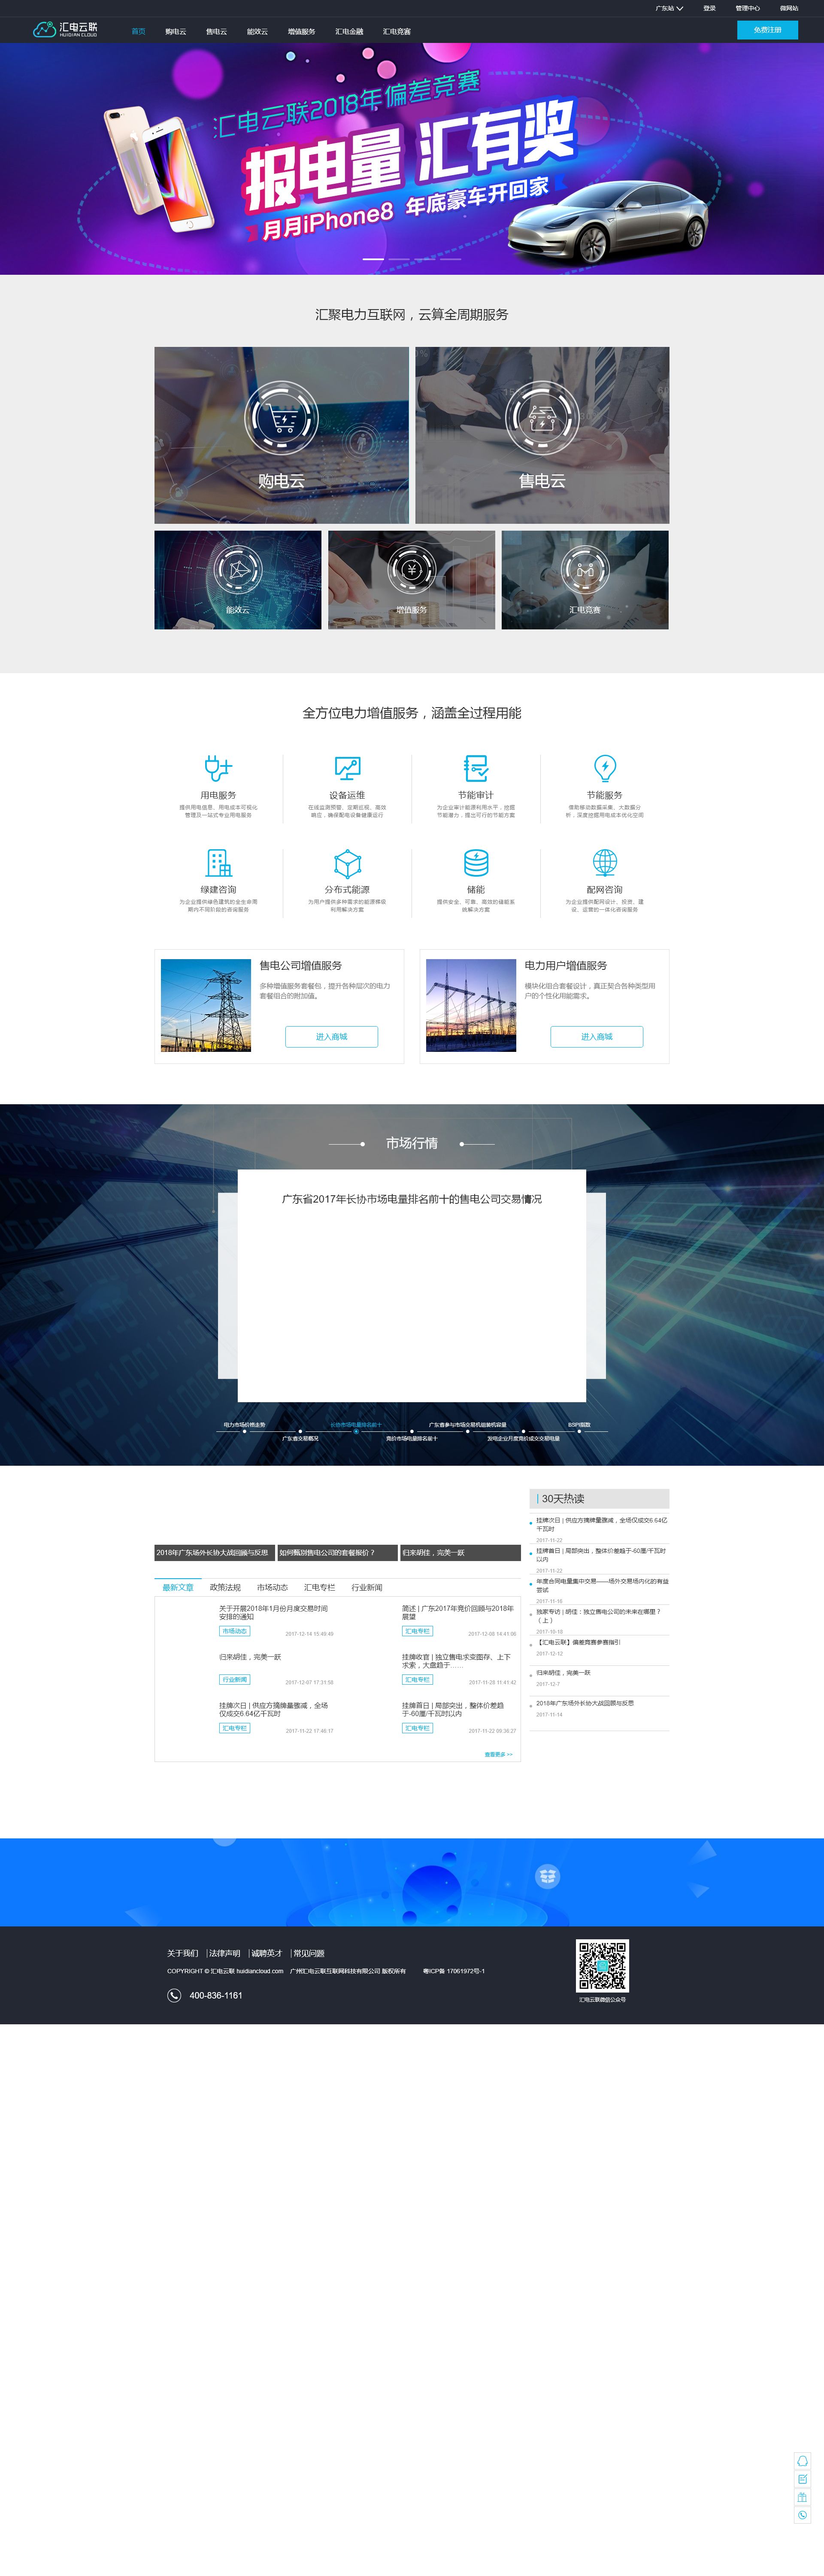 广东站
登录
管理中心
微网站
汇电云联
HUIDIAN CLOUD
首页
购电云
售电云
能效云
增值服务
汇电金融
汇电竞赛
免费注册
汇电云联2018年偏差竞赛
报电量 汇有奖
月月iPhone8 年底豪车开回家
汇聚电力互联网，云算全周期服务
购电云
售电云
能效云
增值服务
汇电竞赛
全方位电力增值服务，涵盖全过程用能
用电服务
提供用电信息、用电成本可视化
管理及一站式专业用电服务
设备运维
在线监测预警、定期巡视、高效
响应，确保配电设备健康运行
节能审计
为企业审计能源利用水平，挖掘
节能潜力，提出可行的节能方案
节能服务
借助移动数据采集、大数据分
析，深度挖掘用电成本优化空间
绿建咨询
为企业提供绿色建筑的全生命周
期内不同阶段的咨询服务
分布式能源
为用户提供多种需求的能源梯级
利用解决方案
储能
提供安全、可靠、高效的储能系
统解决方案
配网咨询
为企业提供配网设计、投资、建
设、运营的一体化咨询服务
售电公司增值服务
多种增值服务套餐包，提升各种层次的电力
套餐组合的附加值。
进入商城
电力用户增值服务
模块化组合套餐设计，真正契合各种类型用
户的个性化用能需求。
进入商城
市场行情
广东省2017年长协市场电量排名前十的售电公司交易情况
电力市场价格走势
广东省交易概况
长协市场电量排名前十
竞价市场电量排名前十
广东省参与市场交易机组装机容量
发电企业月度竞价成交交易电量
BSPI指数
2018年广东场外长协大战回顾与反思
如何甄别售电公司的套餐报价？
归来胡佳，完美一跃
最新文章
政策法规
市场动态
汇电专栏
行业新闻
关于开展2018年1月份月度交易时间
安排的通知
市场动态
2017-12-14 15:49:49
简述 | 广东2017年竞价回顾与2018年
展望
汇电专栏
2017-12-08 14:41:08
归来胡佳，完美一跃
行业新闻
2017-12-07 17:31:58
挂牌收官 | 独立售电求变图存、上下
求索，大盘趋于……
汇电专栏
2017-11-28 11:41:42
挂牌次日 | 供应方摘牌量骤减，全场
仅成交6.64亿千瓦时
汇电专栏
2017-11-22 17:46:17
挂牌首日 | 局部突出，整体价差趋
于-60厘/千瓦时以内
汇电专栏
2017-11-22 09:36:27
查看更多 >>
30天热读
挂牌次日 | 供应方摘牌量骤减，全场仅成交6.64亿
千瓦时
2017-11-22
挂牌首日 | 局部突出，整体价差趋于-60厘/千瓦时
以内
2017-11-22
年度合同电量集中交易——场外交易场内化的有益
尝试
2017-11-16
独家专访 | 胡佳：独立售电公司的未来在哪里？
（上）
2017-10-10
【汇电云联】偏差竞赛参赛指引
2017-12-12
归来胡佳，完美一跃
2017-12-7
2018年广东场外长协大战回顾与反思
2017-11-14
关于我们 | 法律声明 | 诚聘英才 | 常见问题
COPYRIGHT © 汇电云联 huidiancloud.com 广州汇电云联互联网科技有限公司 版权所有 粤ICP备 17061972号-1
400-836-1161
汇电云联微信公众号